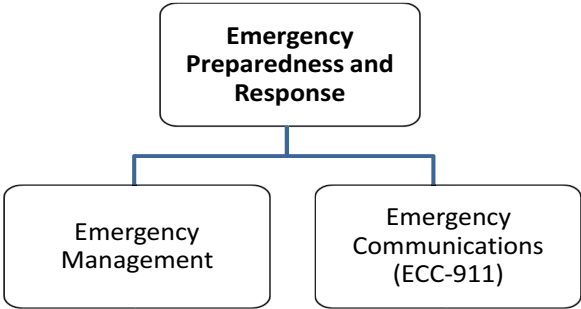 Emergency
Preparedness and
Response
Emergency
Management
Emergency
Communications
(ECC-911)